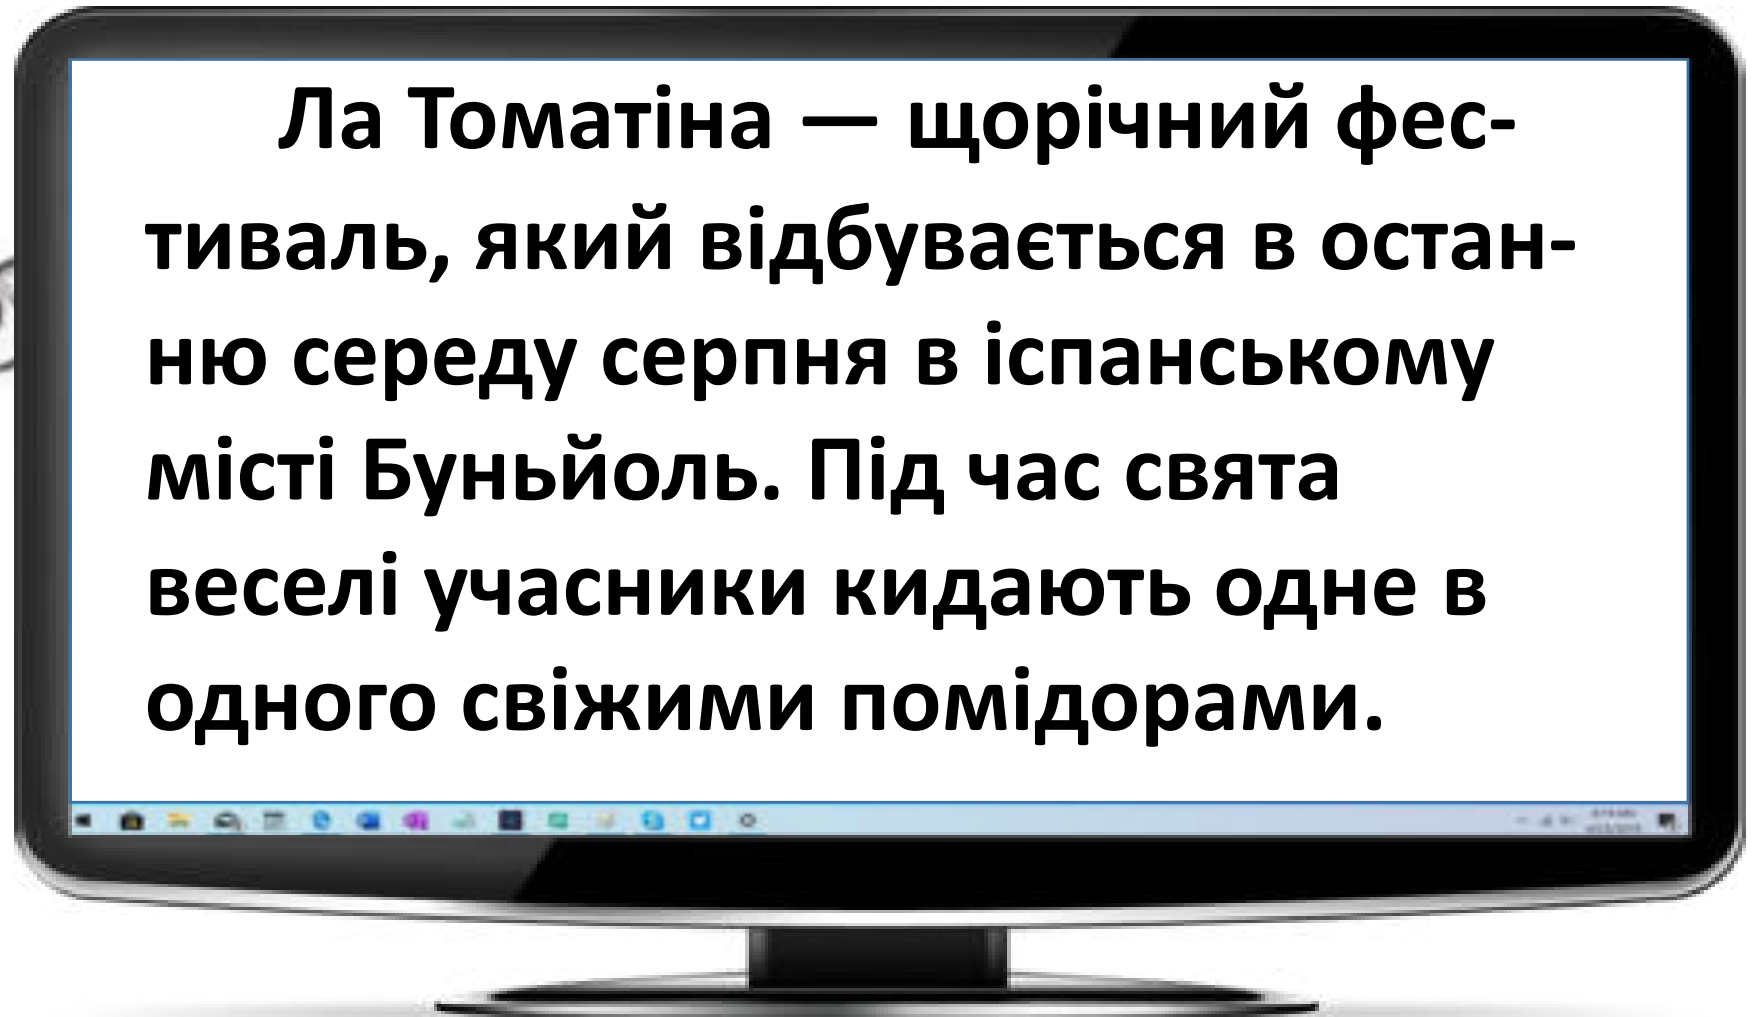 Ла Томатіна — щорічний фес-
тиваль, який відбувається в остан-
ню середу серпня в іспанському
місті Буньйоль. Під час свята
веселі учасники кидають одне в
одного свіжими помідорами.